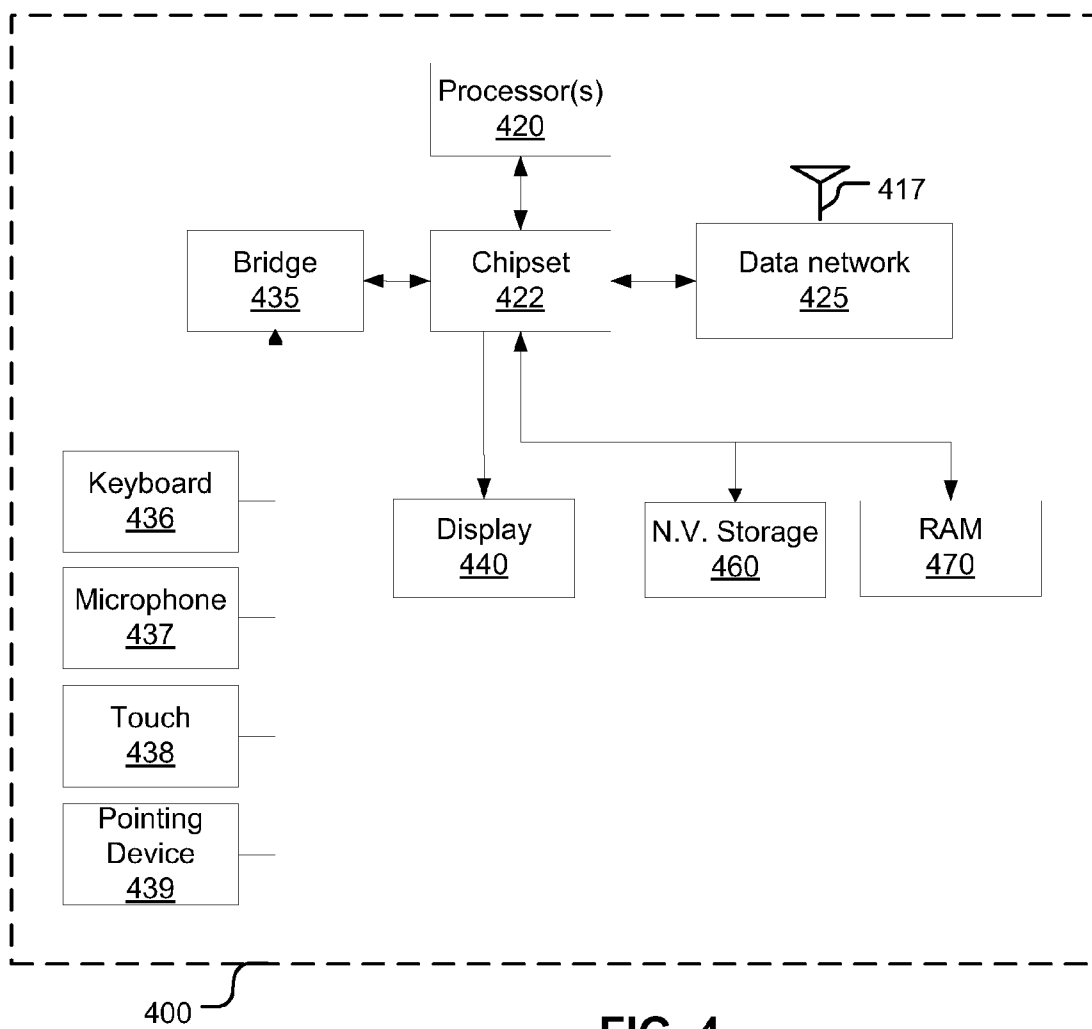 Processor(s)
420
417
Bridge
435
Chipset
422
Data network
425
Keyboard
436
Display
440
N.V. Storage
460
RAM
470
Microphone
437
Touch
438
Pointing
Device
439
400
FIG. 4